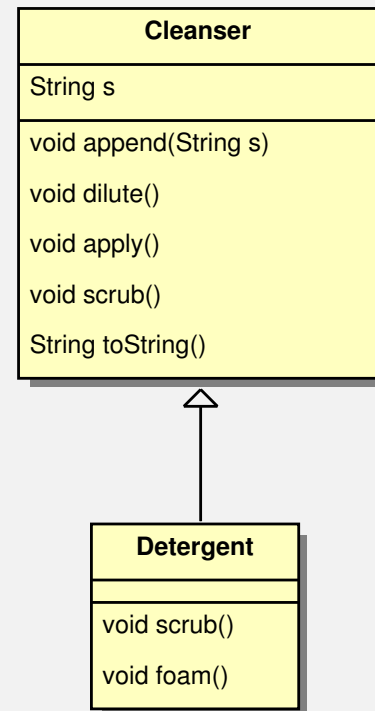 Cleanser
String s
void append(String s)
void dilute()
void apply()
void scrub()
String toString()
Detergent
void scrub()
void foam()